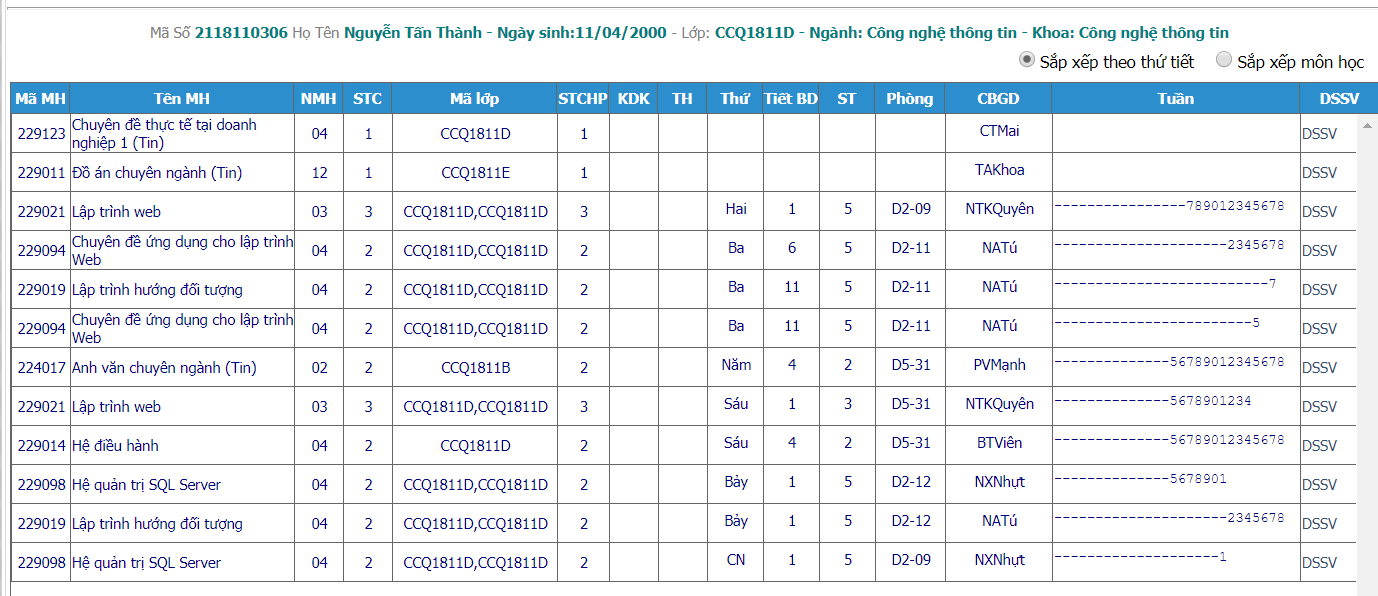 Mã Số 2118110306 Họ Tên Nguyễn Tấn Thành - Ngày sinh:11/04/2000 - Lớp: CCQ1811D - Ngành: Công nghệ thông tin - Khoa: Công nghệ thông tin
Sắp xếp theo thứ tiết Sắp xếp môn học
Mã MH Tên MH NMH STC Mã lớp STCHP KDK TH Thứ Tiết BD ST Phòng CBGD Tuần DSSV
229123 Chuyên đề thực tế tại doanh nghiệp 1 (Tin) 04 1 CCQ1811D 1 CTMai DSSV
229011 Đồ án chuyên ngành (Tin) 12 1 CCQ1811E 1 TAKhoa DSSV
229021 Lập trình web 03 3 CCQ1811D,CCQ1811D 3 Hai 1 5 D2-09 NTKQuyên ----------------789012345678 DSSV
229094 Chuyên đề ứng dụng cho lập trình Web 04 2 CCQ1811D,CCQ1811D 2 Ba 6 5 D2-11 NATú ---------------------2345678 DSSV
229019 Lập trình hướng đối tượng 04 2 CCQ1811D,CCQ1811D 2 Ba 11 5 D2-11 NATú --------------------------7 DSSV
229094 Chuyên đề ứng dụng cho lập trình Web 04 2 CCQ1811D,CCQ1811D 2 Ba 11 5 D2-11 NATú ------------------------5 DSSV
224017 Anh văn chuyên ngành (Tin) 02 2 CCQ1811B 2 Năm 4 2 D5-31 PVMạnh --------------56789012345678 DSSV
229021 Lập trình web 03 3 CCQ1811D,CCQ1811D 3 Sáu 1 3 D5-31 NTKQuyên --------------5678901234 DSSV
229014 Hệ điều hành 04 2 CCQ1811D 2 Sáu 4 2 D5-31 BTViên --------------56789012345678 DSSV
229098 Hệ quản trị SQL Server 04 2 CCQ1811D,CCQ1811D 2 Bảy 1 5 D2-12 NXNhựt --------------5678901 DSSV
229019 Lập trình hướng đối tượng 04 2 CCQ1811D,CCQ1811D 2 Bảy 1 5 D2-12 NATú ---------------------2345678 DSSV
229098 Hệ quản trị SQL Server 04 2 CCQ1811D,CCQ1811D 2 CN 1 5 D2-09 NXNhựt --------------------1 DSSV